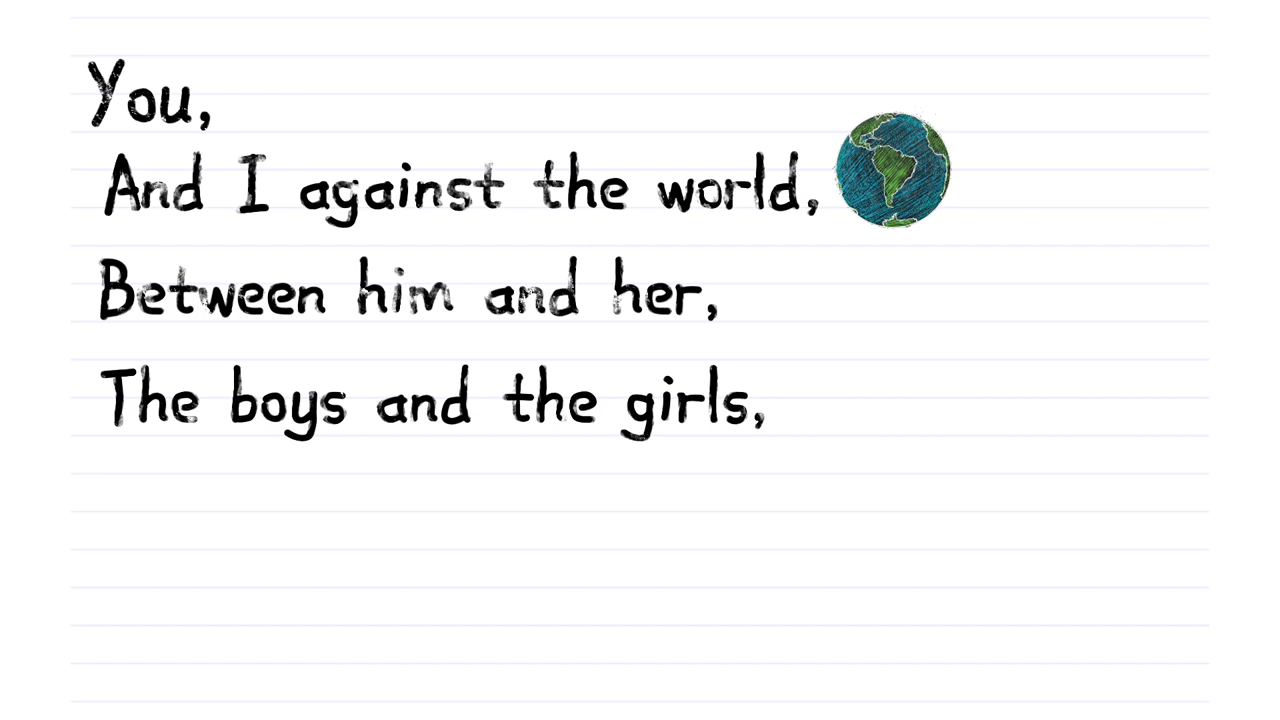 You,
And I against the world,
Between him and her,
The boys and the girls,